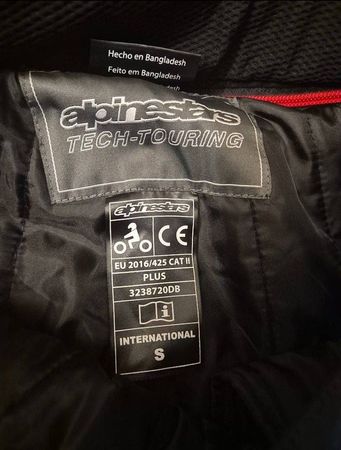 Hecho en Bangladesh
Feito em Bangladesh
alpinestars
TECH-TOURING
alpinestars
CE
EU 2016/425 CAT II
PLUS
3238720DB
i
INTERNATIONAL
S